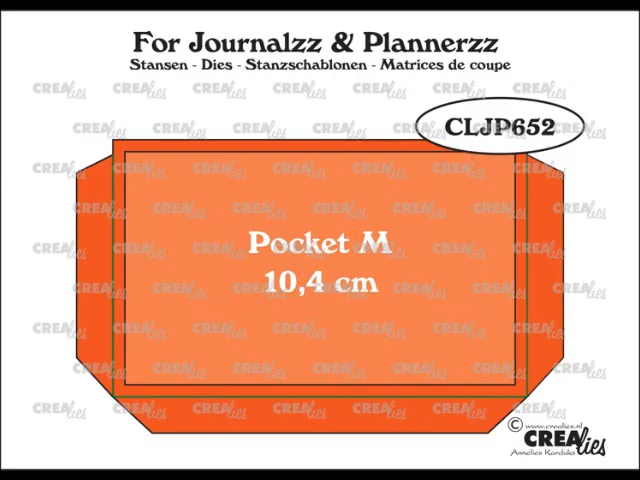 For Journalzz & Plannerzz
Stansen - Dies - Stanzschablonen - Matrices de coupe
CLJP652
Pocket M
10,4 cm
© www.crealies.nl
CREAlies
Annelies Karduks